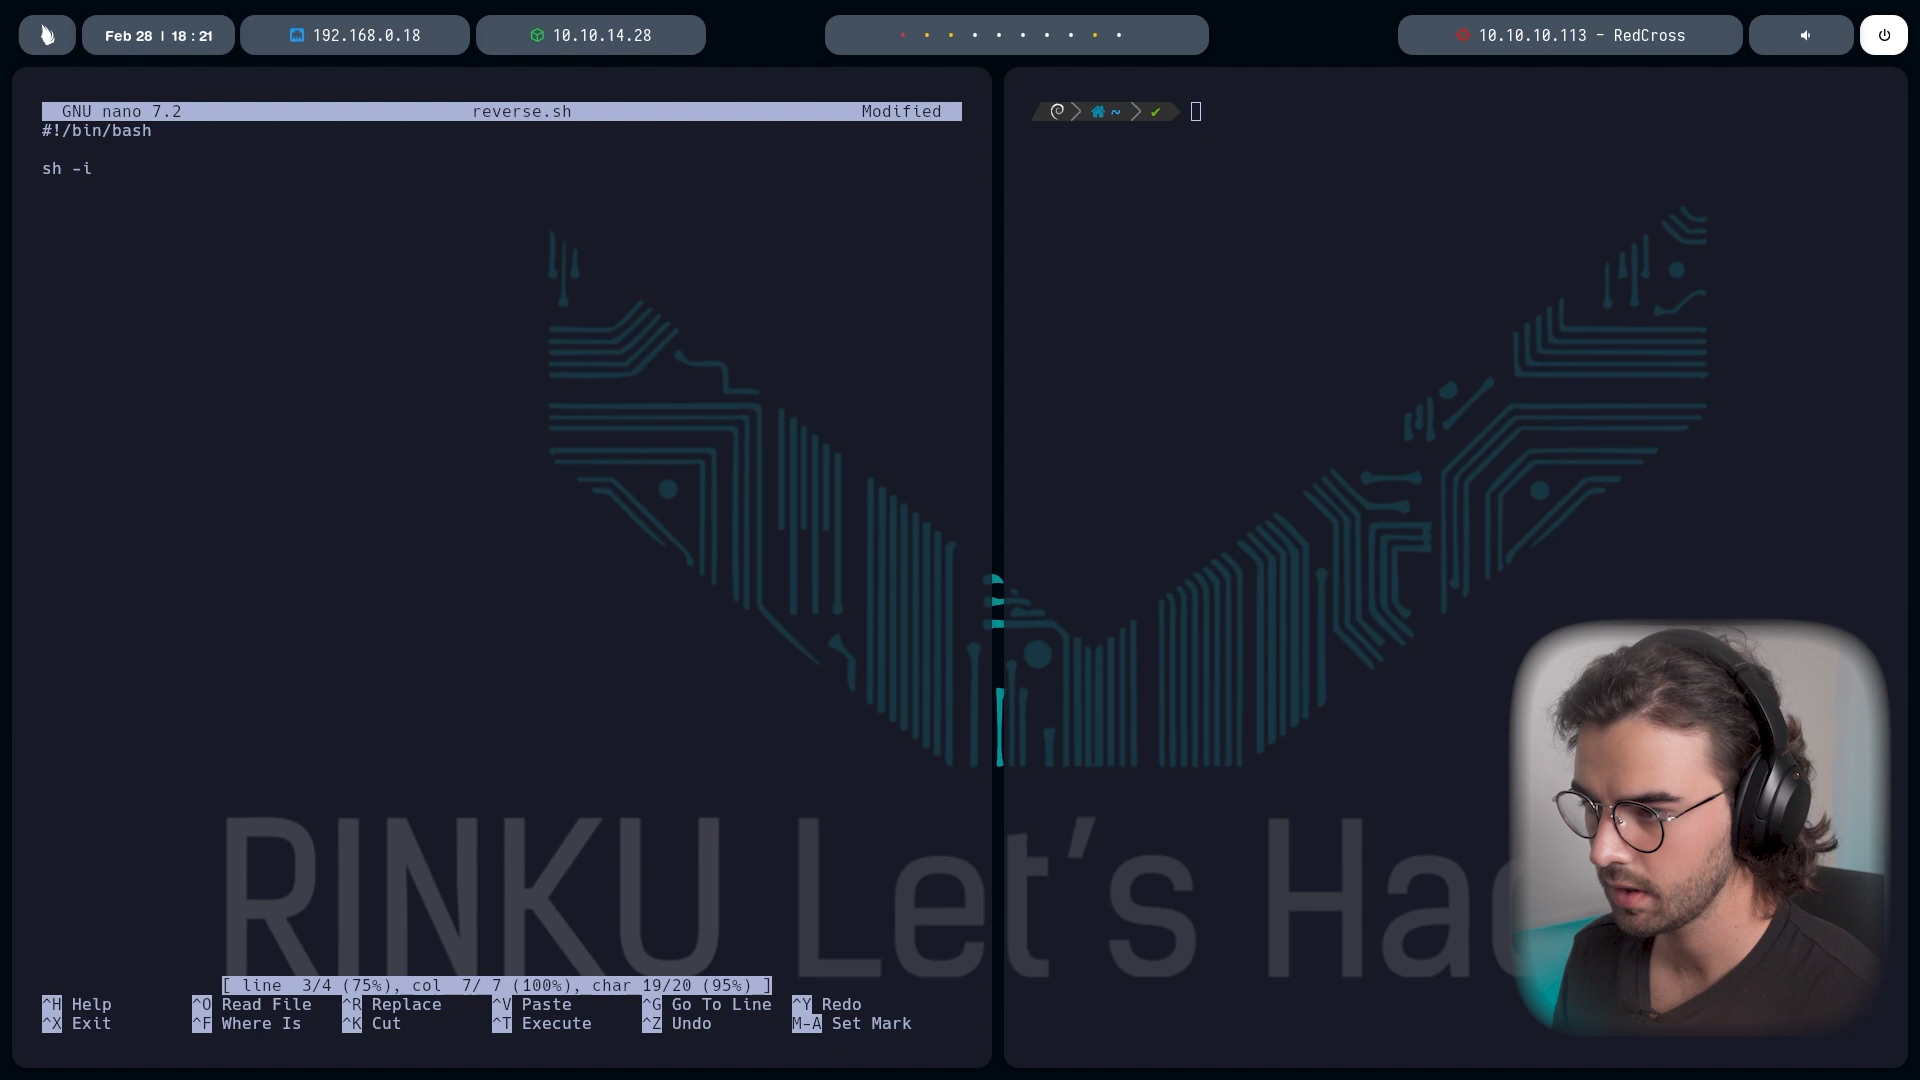 Feb 28 | 18 : 21
192.168.0.18
10.10.14.28
10.10.10.113 - RedCross
GNU nano 7.2 reverse.sh Modified
#!/bin/bash
sh -i
~
RINKU Let's Hac
[ line 3/4 (75%), col 7/ 7 (100%), char 19/20 (95%) ]
^H Help ^O Read File ^R Replace ^V Paste ^G Go To Line ^Y Redo
^X Exit ^F Where Is ^K Cut ^T Execute ^Z Undo M-A Set Mark